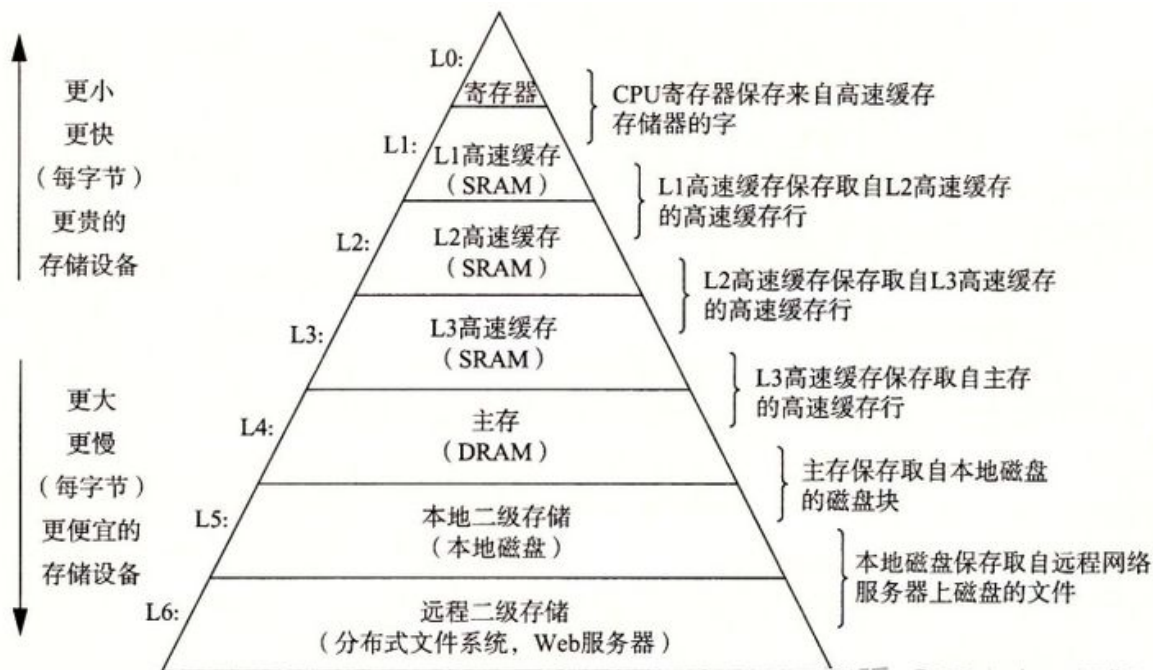 更小
更快
（每字节）
更贵的
存储设备
更大
更慢
（每字节）
更便宜的
存储设备
L0:
寄存器
CPU寄存器保存来自高速缓存
存储器的字
L1:
L1高速缓存
（SRAM）
L1高速缓存保存取自L2高速缓存
的高速缓存行
L2:
L2高速缓存
（SRAM）
L2高速缓存保存取自L3高速缓存
的高速缓存行
L3:
L3高速缓存
（SRAM）
L3高速缓存保存取自主存
的高速缓存行
L4:
主存
（DRAM）
主存保存取自本地磁盘
的磁盘块
L5:
本地二级存储
（本地磁盘）
本地磁盘保存取自远程网络
服务器上磁盘的文件
L6:
远程二级存储
（分布式文件系统，Web服务器）